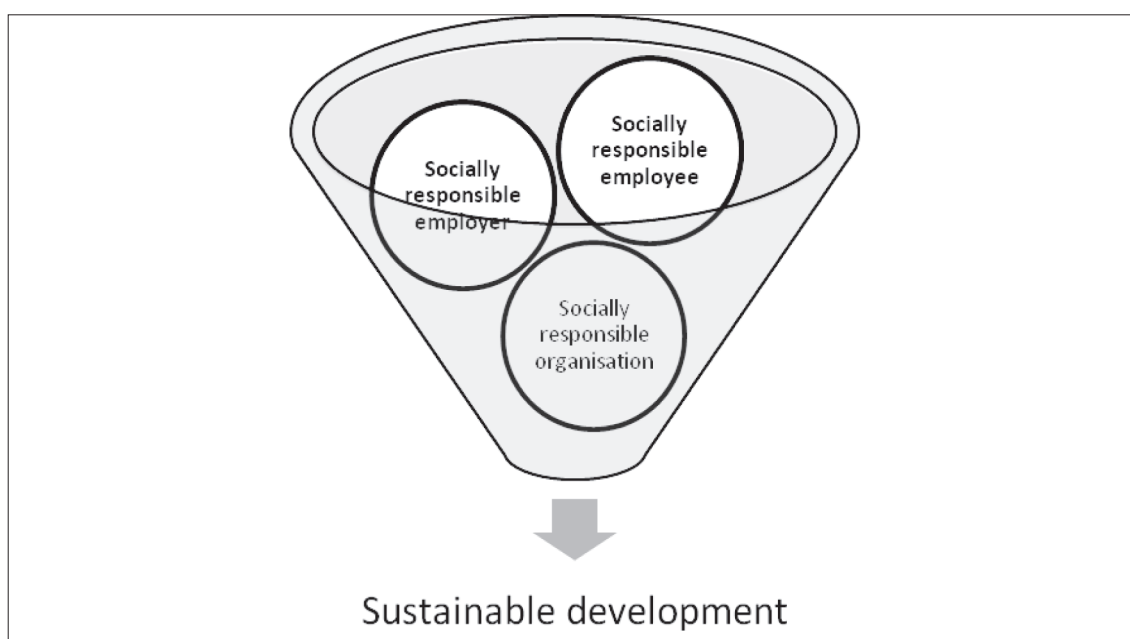 Socially
responsible
employee
Socially
responsible
employer
Socially
responsible
organisation
Sustainable development